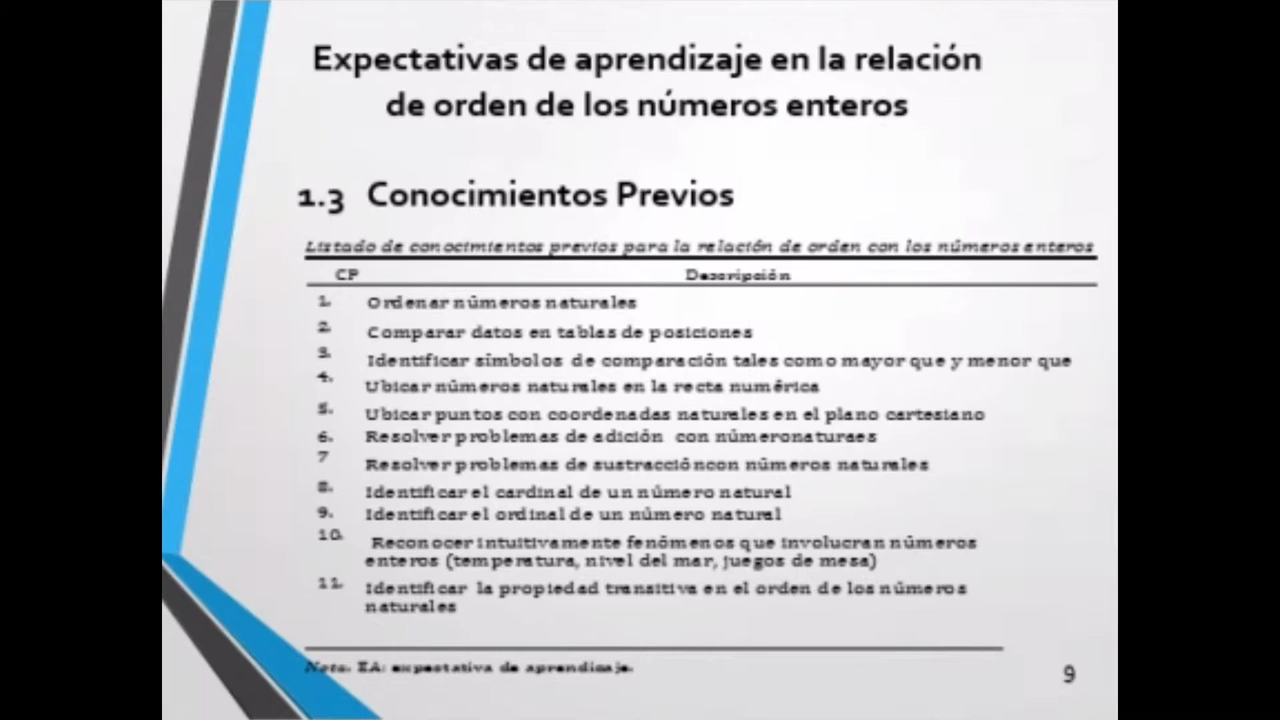 Expectativas de aprendizaje en la relación
de orden de los números enteros
1.3 Conocimientos Previos
Listado de conocimientos previos para la relación de orden con los números enteros
CP Descripción
1. Ordenar números naturales
2. Comparar datos en tablas de posiciones
3. Identificar símbolos de comparación tales como mayor que y menor que
4. Ubicar números naturales en la recta numérica
5. Ubicar puntos con coordenadas naturales en el plano cartesiano
6. Resolver problemas de adición con númeronaturaes
7 Resolver problemas de sustraccióncon números naturales
8. Identificar el cardinal de un número natural
9. Identificar el ordinal de un número natural
10. Reconocer intuitivamente fenómenos que involucran números
enteros (temperatura, nivel del mar, juegos de mesa)
11. Identificar la propiedad transitiva en el orden de los números
naturales
Nota. EA: expectativa de aprendizaje.
9